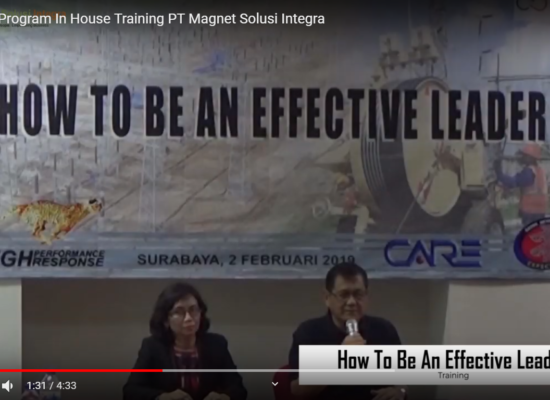 Program In House Training PT Magnet Solusi Integra
HOW TO BE AN EFFECTIVE LEADER
GH PERFORMANCE
RESPONSE
SURABAYA, 2 FEBRUARI 2019
CARE
How To Be An Effective Lead
Training
1:31 / 4:33